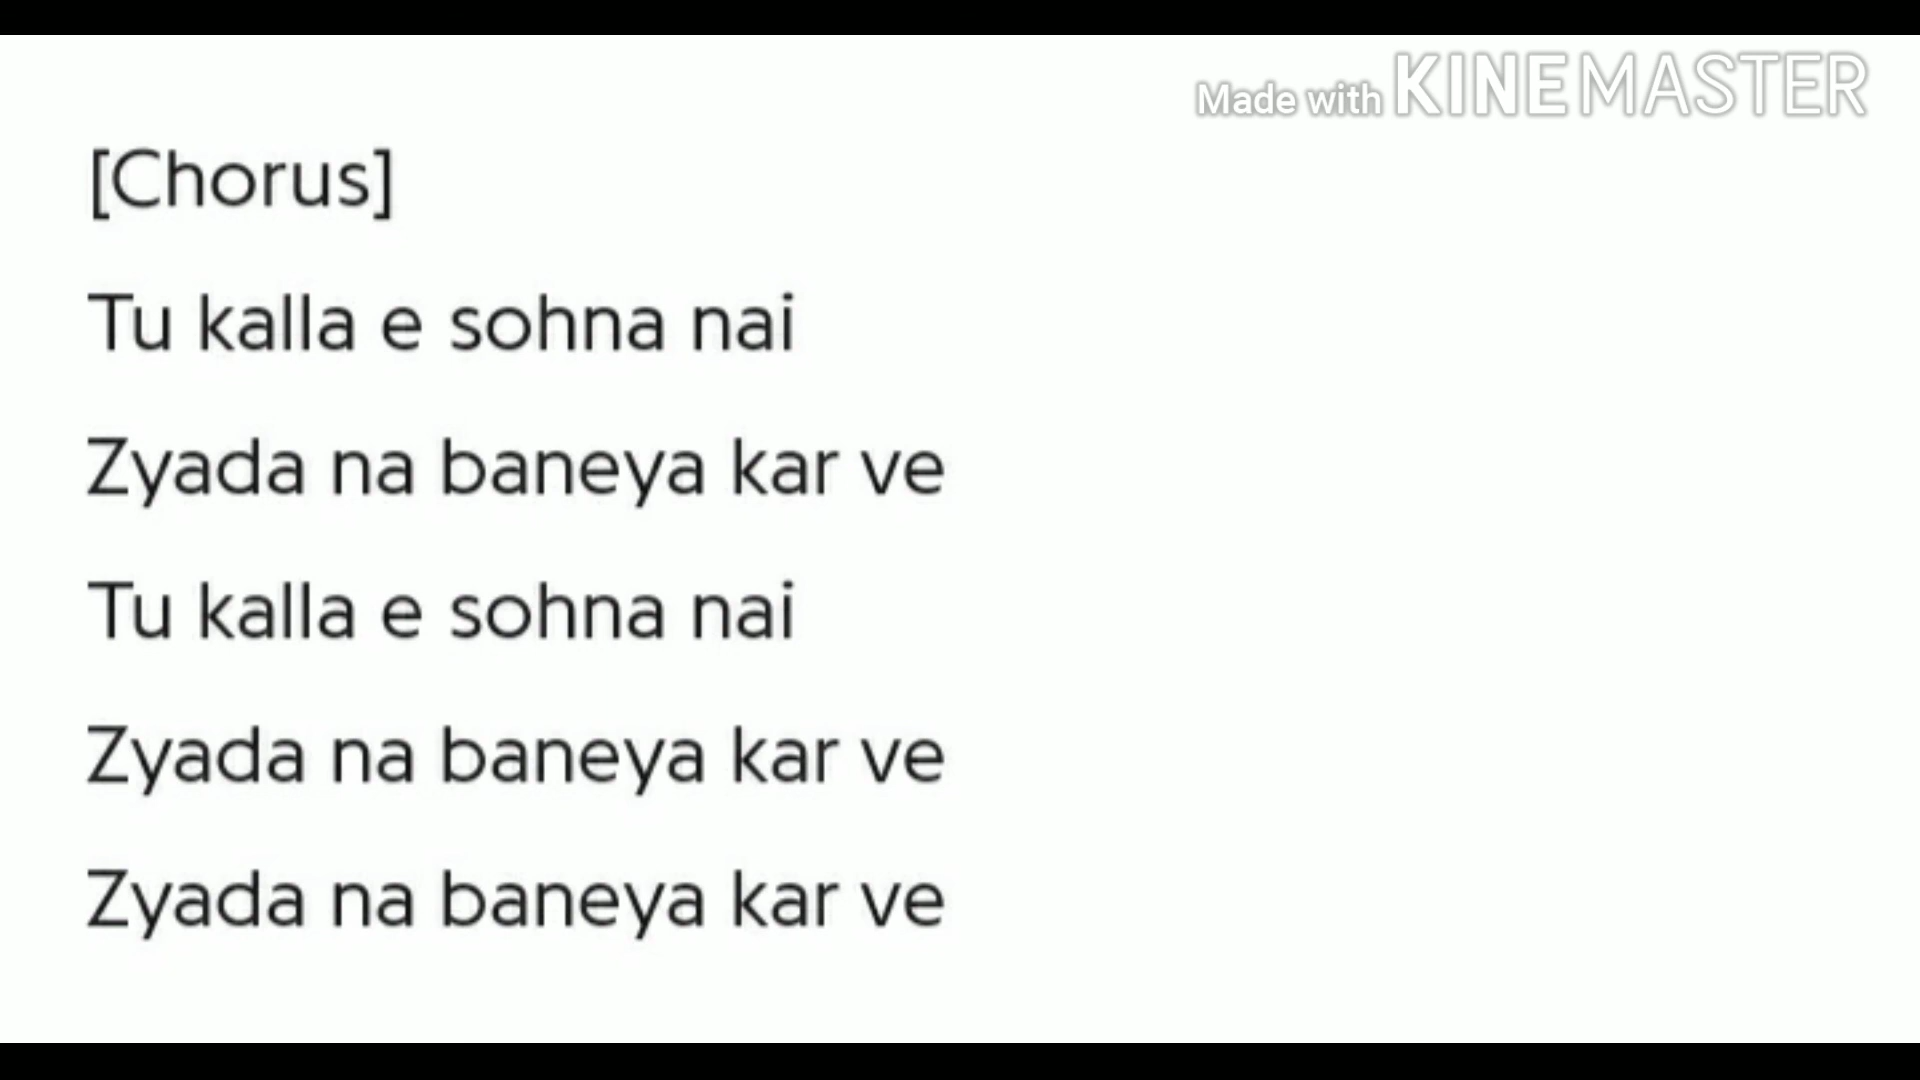 Made with KINEMASTER
[Chorus]
Tu kalla e sohna nai
Zyada na baneya kar ve
Tu kalla e sohna nai
Zyada na baneya kar ve
Zyada na baneya kar ve